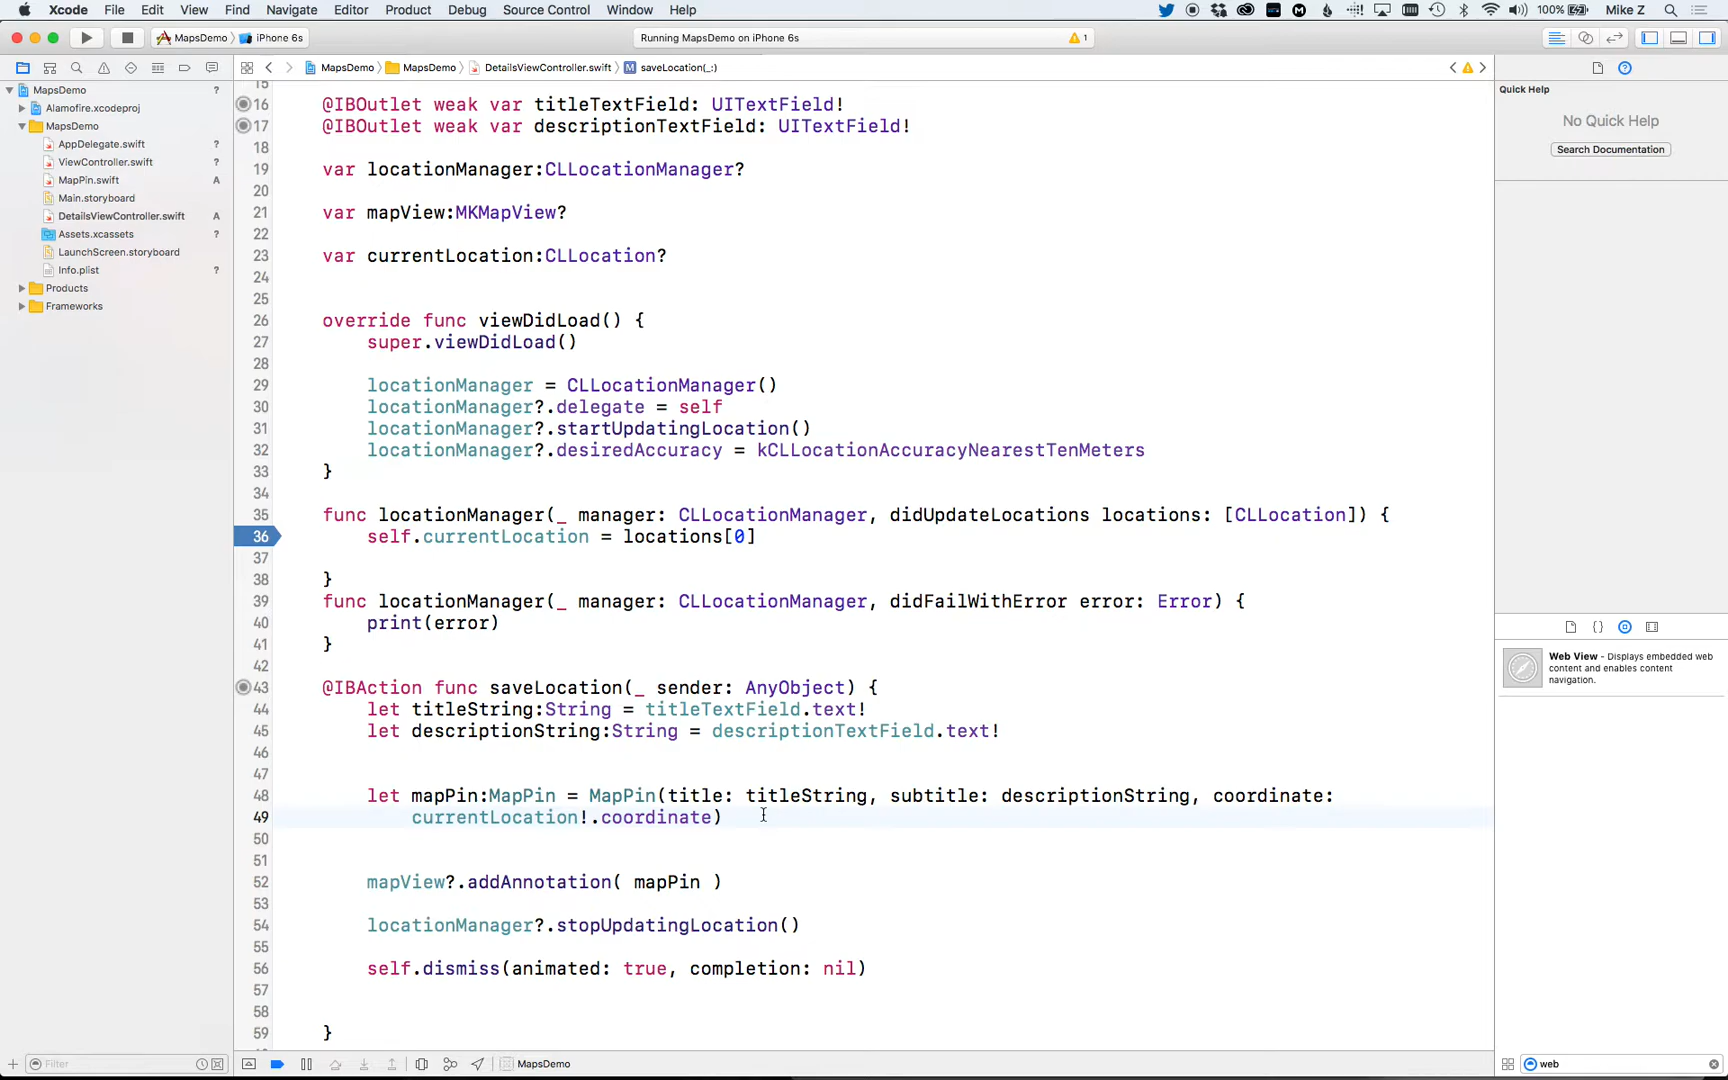 Xcode File Edit View Find Navigate Editor Product Debug Source Control Window Help 100% Mike Z
MapsDemo iPhone 6s Running MapsDemo on iPhone 6s 1
MapsDemo MapsDemo DetailsViewController.swift M saveLocation(_:)
MapsDemo ?
Alamofire.xcodeproj
MapsDemo
AppDelegate.swift ?
ViewController.swift ?
MapPin.swift A
Main.storyboard
DetailsViewController.swift A
Assets.xcassets ?
LaunchScreen.storyboard
Info.plist ?
Products
Frameworks
15
16 @IBOutlet weak var titleTextField: UITextField!
17 @IBOutlet weak var descriptionTextField: UITextField!
18
19 var locationManager:CLLocationManager?
20
21 var mapView:MKMapView?
22
23 var currentLocation:CLLocation?
24
25
26 override func viewDidLoad() {
27 super.viewDidLoad()
28
29 locationManager = CLLocationManager()
30 locationManager?.delegate = self
31 locationManager?.startUpdatingLocation()
32 locationManager?.desiredAccuracy = kCLLocationAccuracyNearestTenMeters
33 }
34
35 func locationManager(_ manager: CLLocationManager, didUpdateLocations locations: [CLLocation]) {
36 self.currentLocation = locations[0]
37
38 }
39 func locationManager(_ manager: CLLocationManager, didFailWithError error: Error) {
40 print(error)
41 }
42
43 @IBAction func saveLocation(_ sender: AnyObject) {
44 let titleString:String = titleTextField.text!
45 let descriptionString:String = descriptionTextField.text!
46
47
48 let mapPin:MapPin = MapPin(title: titleString, subtitle: descriptionString, coordinate:
49 currentLocation!.coordinate)
50
51
52 mapView?.addAnnotation( mapPin )
53
54 locationManager?.stopUpdatingLocation()
55
56 self.dismiss(animated: true, completion: nil)
57
58
59 }
Quick Help
No Quick Help
Search Documentation
Web View - Displays embedded web
content and enables content
navigation.
Filter MapsDemo web